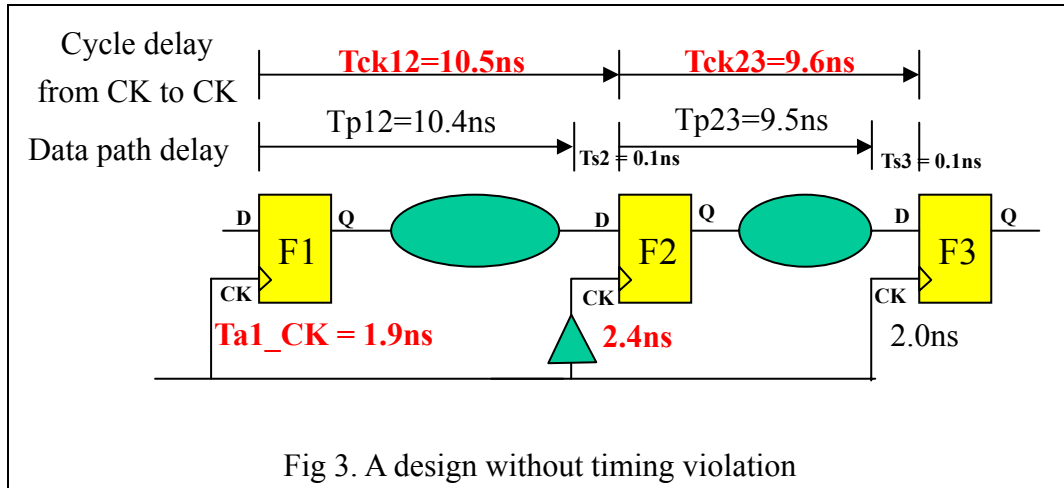 Cycle delay
from CK to CK
Tck12=10.5ns
Tck23=9.6ns
Data path delay
Tp12=10.4ns
Ts2 = 0.1ns
Tp23=9.5ns
Ts3 = 0.1ns
D
F1
Q
CK
D
F2
Q
CK
D
F3
Q
CK
Ta1_CK = 1.9ns
2.4ns
2.0ns
Fig 3. A design without timing violation